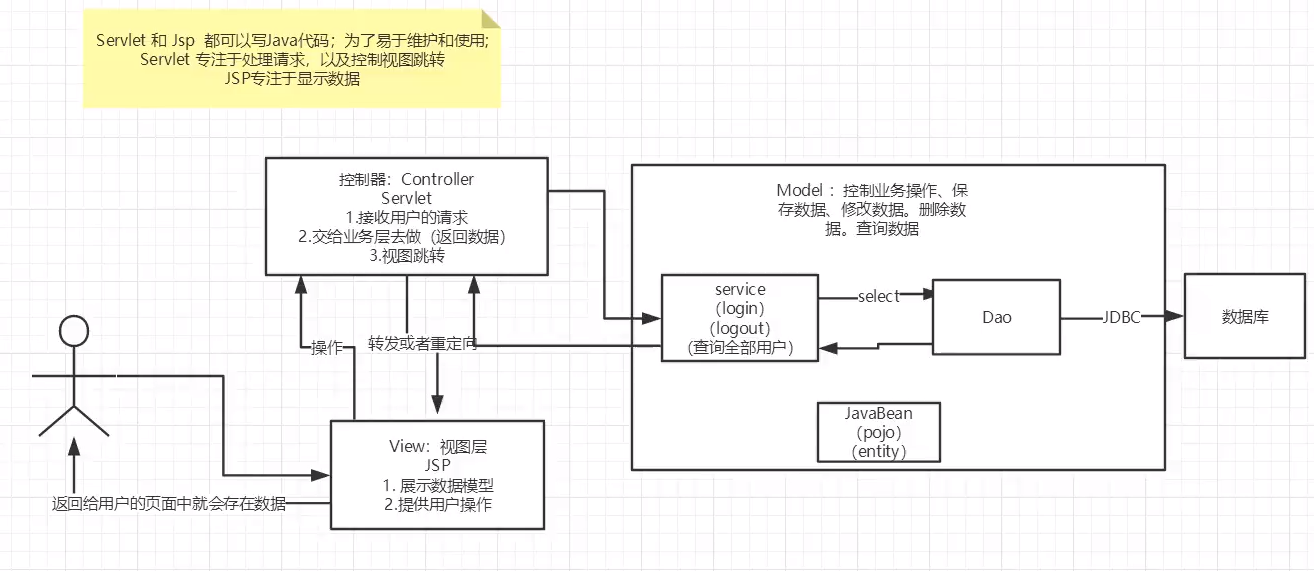 Servlet 和 Jsp 都可以写Java代码；为了易于维护和使用;
Servlet 专注于处理请求，以及控制视图跳转
JSP专注于显示数据
控制器：Controller
Servlet
1.接收用户的请求
2.交给业务层去做（返回数据）
3.视图跳转
Model ：控制业务操作、保
存数据、修改数据。删除数
据。查询数据
service
（login）
（logout）
（查询全部用户）
select
Dao
JDBC
数据库
操作
转发或者重定向
JavaBean
（pojo）
（entity）
View：视图层
JSP
1. 展示数据模型
2.提供用户操作
返回给用户的页面中就会存在数据